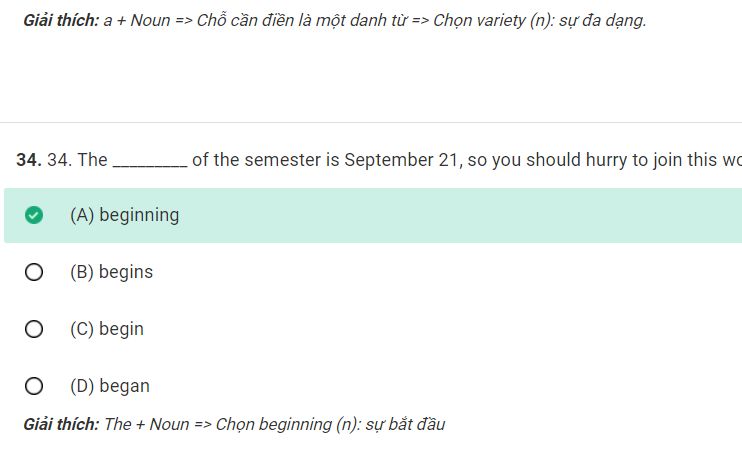 Giải thích: a + Noun => Chỗ cần điền là một danh từ => Chọn variety (n): sự đa dạng.
34. 34. The _________ of the semester is September 21, so you should hurry to join this
(A) beginning
(B) begins
(C) begin
(D) began
Giải thích: The + Noun => Chọn beginning (n): sự bắt đầu